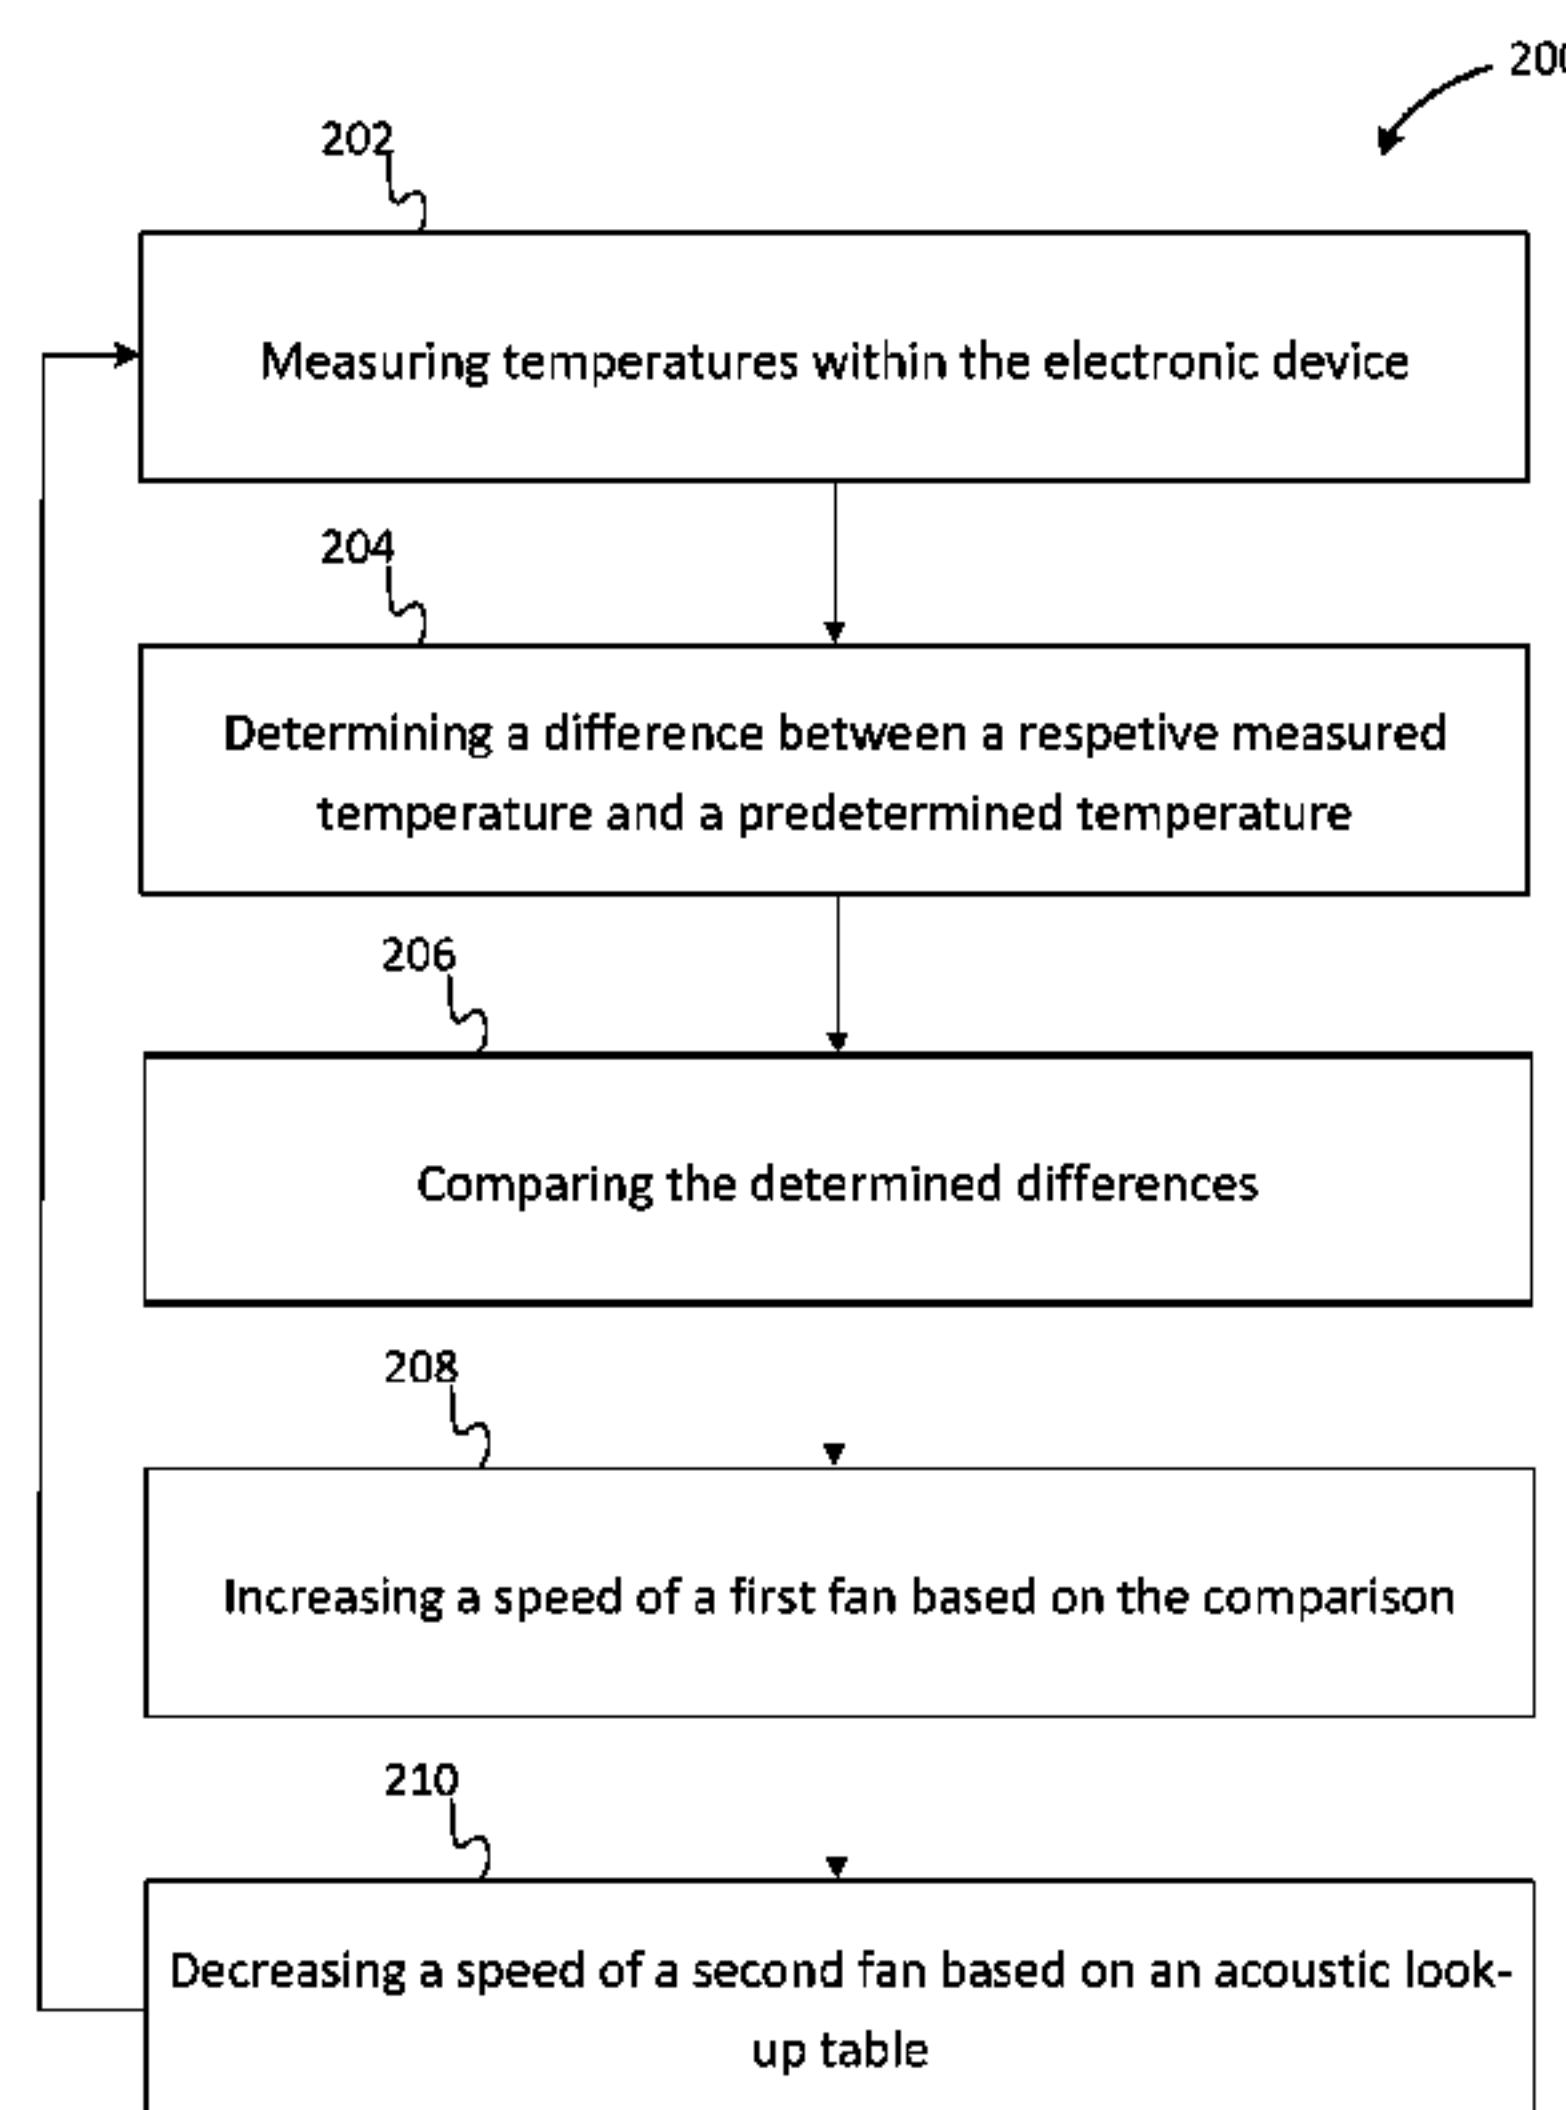 200
202
Measuring temperatures within the electronic device
204
Determining a difference between a respetive measured
temperature and a predetermined temperature
206
Comparing the determined differences
208
Increasing a speed of a first fan based on the comparison
210
Decreasing a speed of a second fan based on an acoustic look-
up table